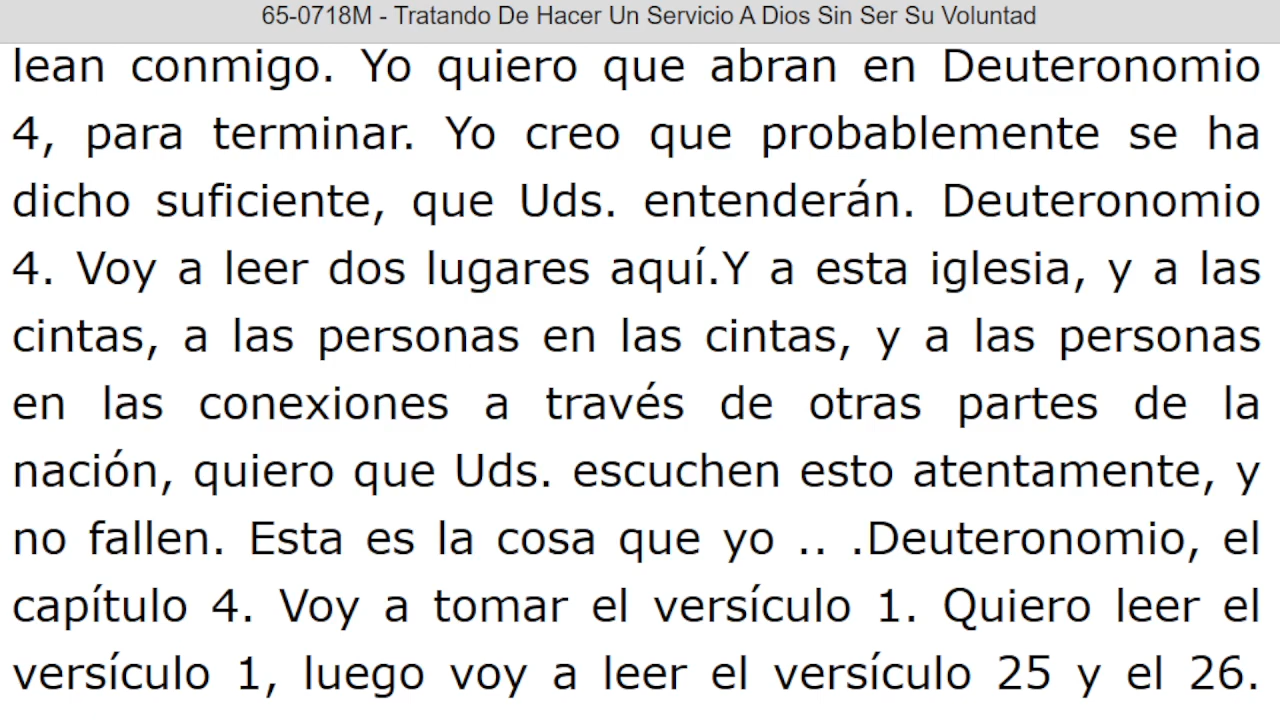 65-0718M - Tratando De Hacer Un Servicio A Dios Sin Ser Su Voluntad
lean conmigo. Yo quiero que abran en Deuteronomio
4, para terminar. Yo creo que probablemente se ha
dicho suficiente, que Uds. entenderán. Deuteronomio
4. Voy a leer dos lugares aquí.Y a esta iglesia, y a las
cintas, a las personas en las cintas, y a las personas
en las conexiones a través de otras partes de la
nación, quiero que Uds. escuchen esto atentamente, y
no fallen. Esta es la cosa que yo .. .Deuteronomio, el
capítulo 4. Voy a tomar el versículo 1. Quiero leer el
versículo 1, luego voy a leer el versículo 25 y el 26.